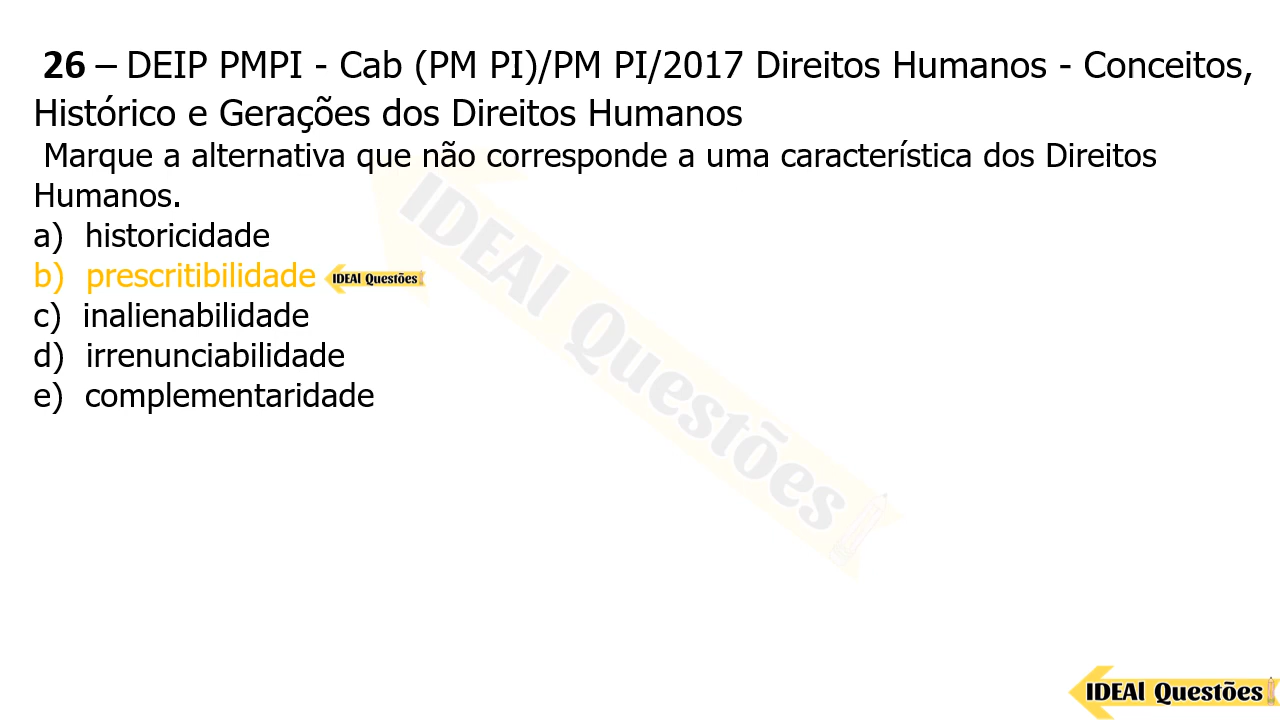 26 – DEIP PMPI - Cab (PM PI)/PM PI/2017 Direitos Humanos - Conceitos,
Histórico e Gerações dos Direitos Humanos
Marque a alternativa que não corresponde a uma característica dos Direitos
Humanos.
a) historicidade
b) prescritibilidade IDEAl Questões
c) inalienabilidade
d) irrenunciabilidade
e) complementaridade
IDEAl Questões
IDEAl Questões